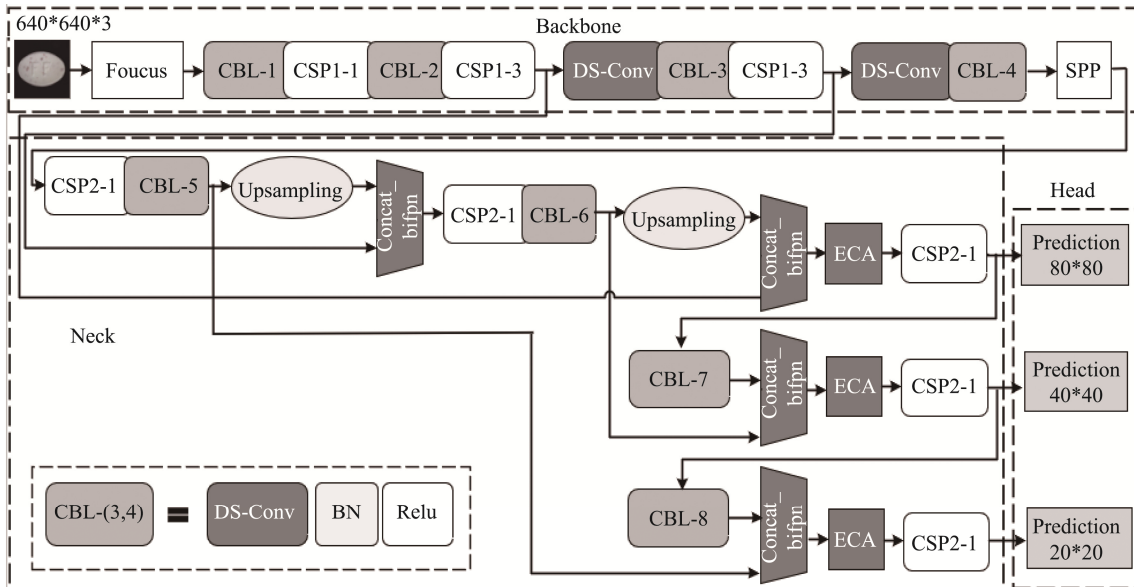 640*640*3
Backbone
Foucus
CBL-1
CSP1-1
CBL-2
CSP1-3
DS-Conv
CBL-3
CSP1-3
DS-Conv
CBL-4
SPP
CSP2-1
CBL-5
Upsampling
Concat_
bifpn
CSP2-1
CBL-6
Upsampling
Concat_
bifpn
ECA
CSP2-1
Head
Prediction
80*80
Neck
CBL-7
Concat_
bifpn
ECA
CSP2-1
Prediction
40*40
CBL-8
Concat_
bifpn
ECA
CSP2-1
Prediction
20*20
CBL-(3,4)
=
DS-Conv
BN
Relu